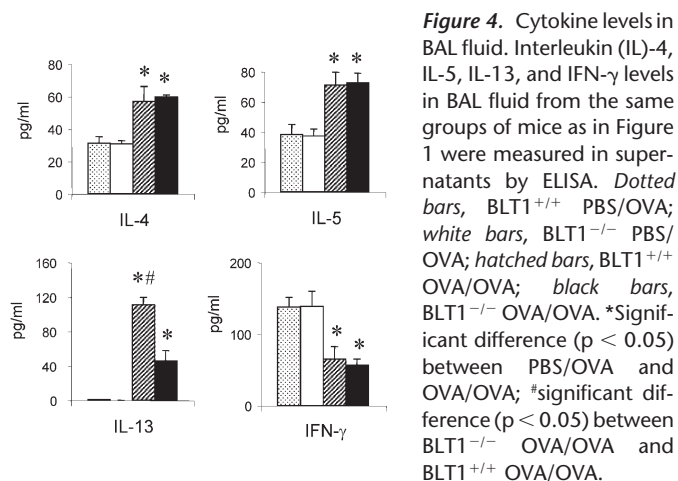 80
60
40
20
0
pg/ml
* *
IL-4
80
60
40
20
0
pg/ml
* *
IL-5
160
120
80
40
0
pg/ml
*#
*
IL-13
200
100
0
pg/ml
* *
IFN-γ
Figure 4. Cytokine levels in
BAL fluid. Interleukin (IL)-4,
IL-5, IL-13, and IFN-γ levels
in BAL fluid from the same
groups of mice as in Figure
1 were measured in super-
natants by ELISA. Dotted
bars, BLT1+/+ PBS/OVA;
white bars, BLT1−/− PBS/
OVA; hatched bars, BLT1+/+
OVA/OVA; black bars,
BLT1−/− OVA/OVA. *Signif-
icant difference (p < 0.05)
between PBS/OVA and
OVA/OVA; #significant dif-
ference (p < 0.05) between
BLT1−/− OVA/OVA and
BLT1+/+ OVA/OVA.